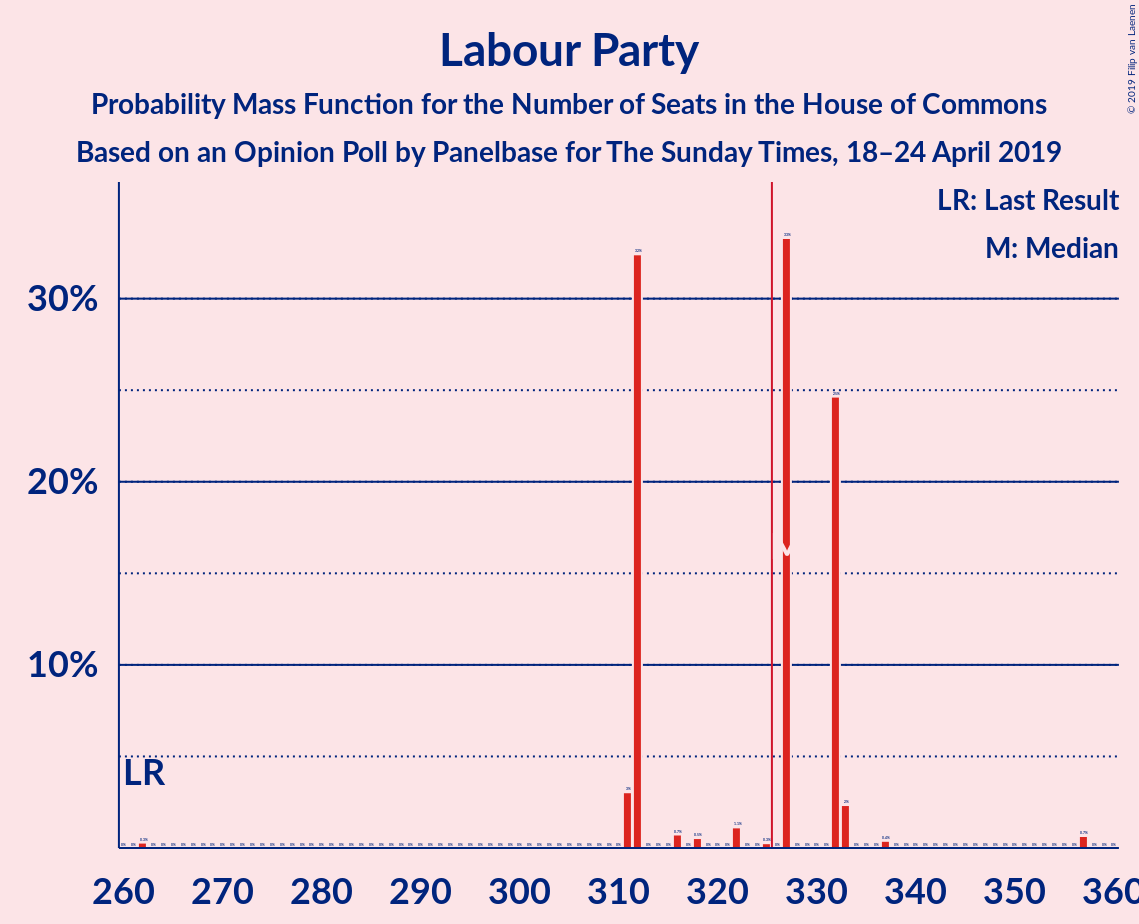 Labour Party
Probability Mass Function for the Number of Seats in the House of Commons
Based on an Opinion Poll by Panelbase for The Sunday Times, 18–24 April 2019
© 2019 Filip van Laenen
LR: Last Result
M: Median
30%
20%
10%
LR
M
260 270 280 290 300 310 320 330 340 350 360